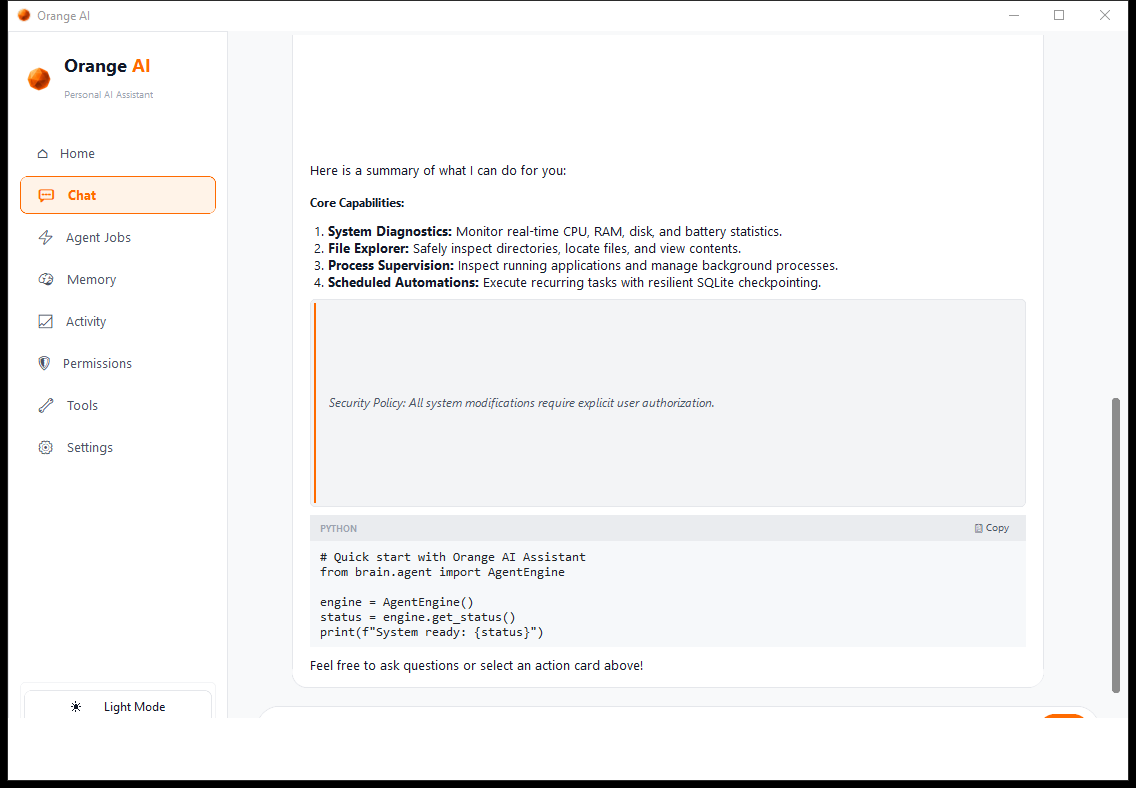 Orange AI
Orange AI
Personal AI Assistant
Home
Chat
Agent Jobs
Memory
Activity
Permissions
Tools
Settings
Light Mode
Here is a summary of what I can do for you:
Core Capabilities:
1. System Diagnostics: Monitor real-time CPU, RAM, disk, and battery statistics.
2. File Explorer: Safely inspect directories, locate files, and view contents.
3. Process Supervision: Inspect running applications and manage background processes.
4. Scheduled Automations: Execute recurring tasks with resilient SQLite checkpointing.
Security Policy: All system modifications require explicit user authorization.
PYTHON
Copy
# Quick start with Orange AI Assistant
from brain.agent import AgentEngine
engine = AgentEngine()
status = engine.get_status()
print(f"System ready: {status}")
Feel free to ask questions or select an action card above!